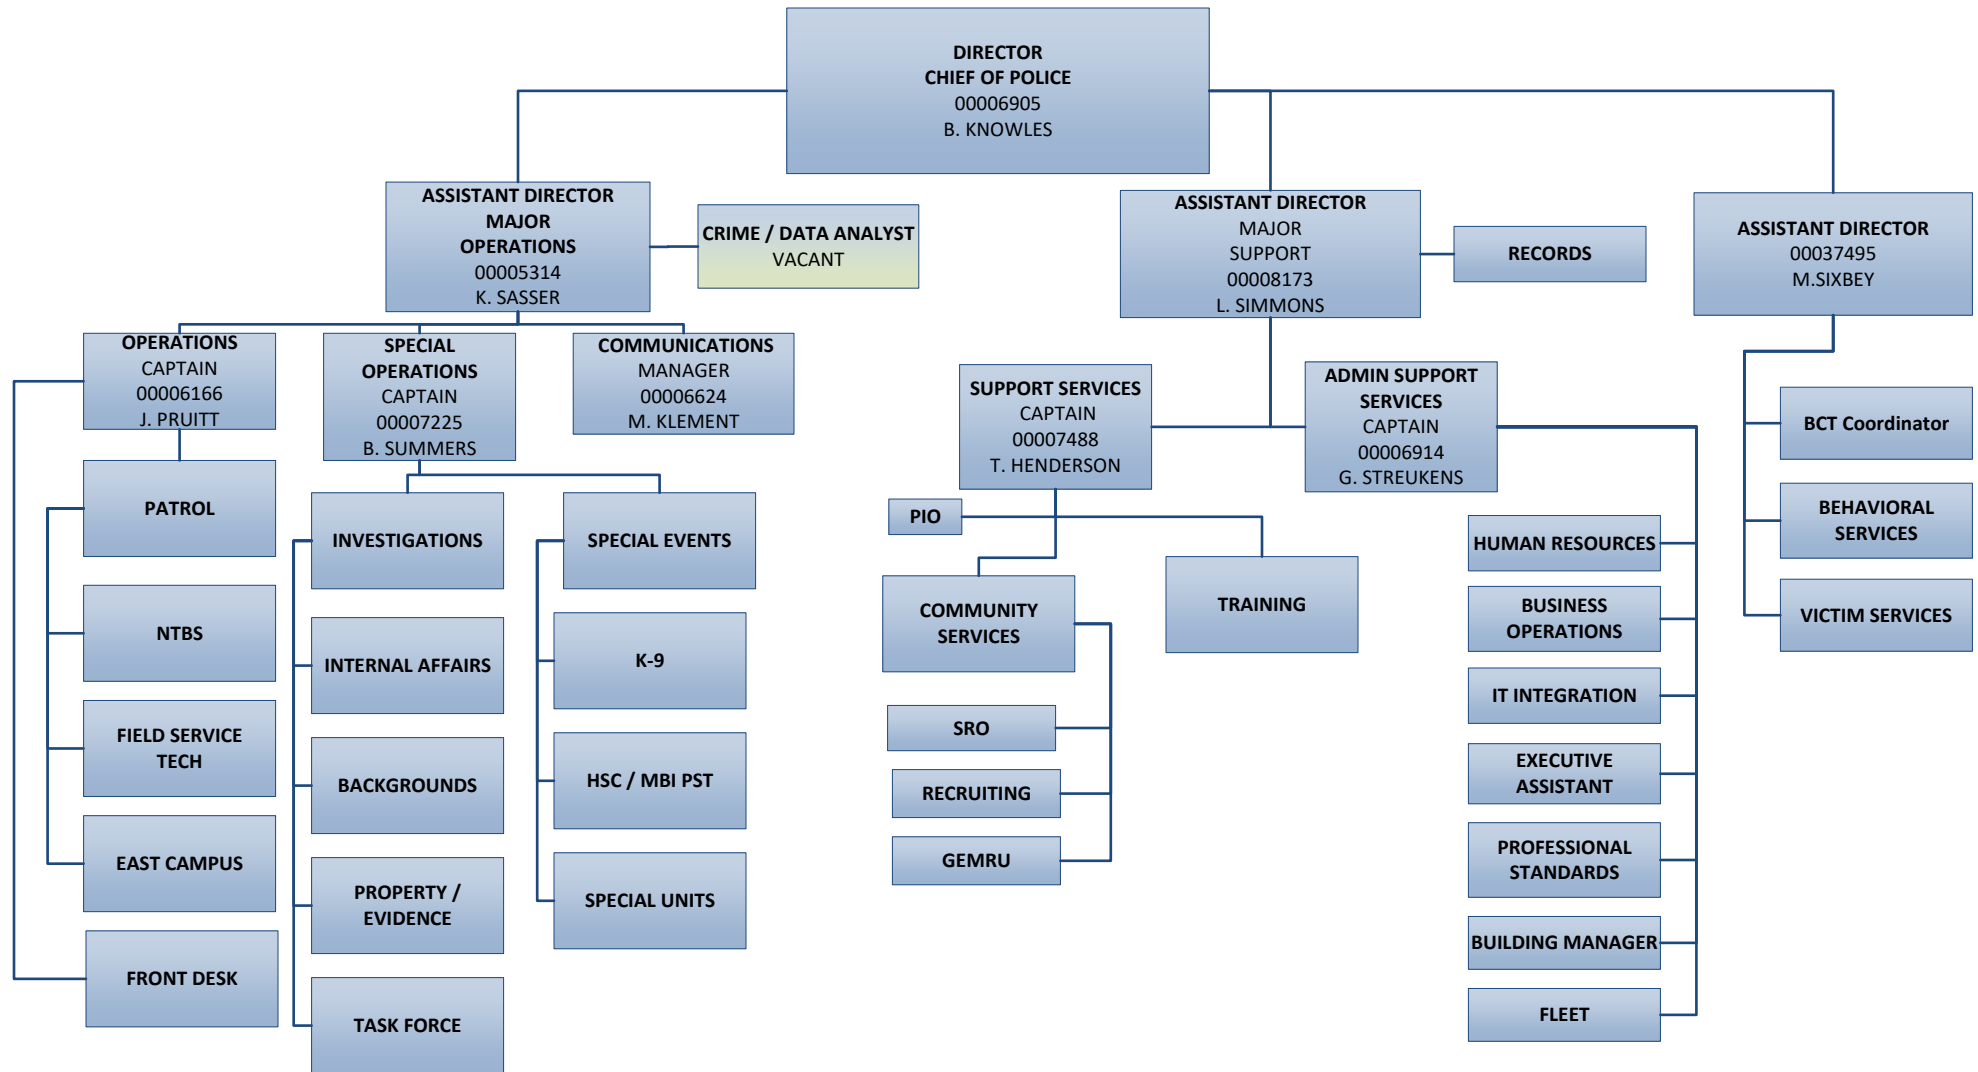 DIRECTOR
CHIEF OF POLICE
00006905
B. KNOWLES
ASSISTANT DIRECTOR
MAJOR
OPERATIONS
00005314
K. SASSER
CRIME / DATA ANALYST
VACANT
ASSISTANT DIRECTOR
MAJOR
SUPPORT
00008173
L. SIMMONS
RECORDS
ASSISTANT DIRECTOR
00037495
M.SIXBEY
OPERATIONS
CAPTAIN
00006166
J. PRUITT
SPECIAL
OPERATIONS
CAPTAIN
00007225
B. SUMMERS
COMMUNICATIONS
MANAGER
00006624
M. KLEMENT
SUPPORT SERVICES
CAPTAIN
00007488
T. HENDERSON
ADMIN SUPPORT
SERVICES
CAPTAIN
00006914
G. STREUKENS
PATROL
NTBS
FIELD SERVICE
TECH
EAST CAMPUS
FRONT DESK
INVESTIGATIONS
INTERNAL AFFAIRS
BACKGROUNDS
PROPERTY /
EVIDENCE
TASK FORCE
SPECIAL EVENTS
K-9
HSC / MBI PST
SPECIAL UNITS
PIO
COMMUNITY
SERVICES
SRO
RECRUITING
GEMRU
TRAINING
HUMAN RESOURCES
BUSINESS
OPERATIONS
IT INTEGRATION
EXECUTIVE
ASSISTANT
PROFESSIONAL
STANDARDS
BUILDING MANAGER
FLEET
BCT Coordinator
BEHAVIORAL
SERVICES
VICTIM SERVICES